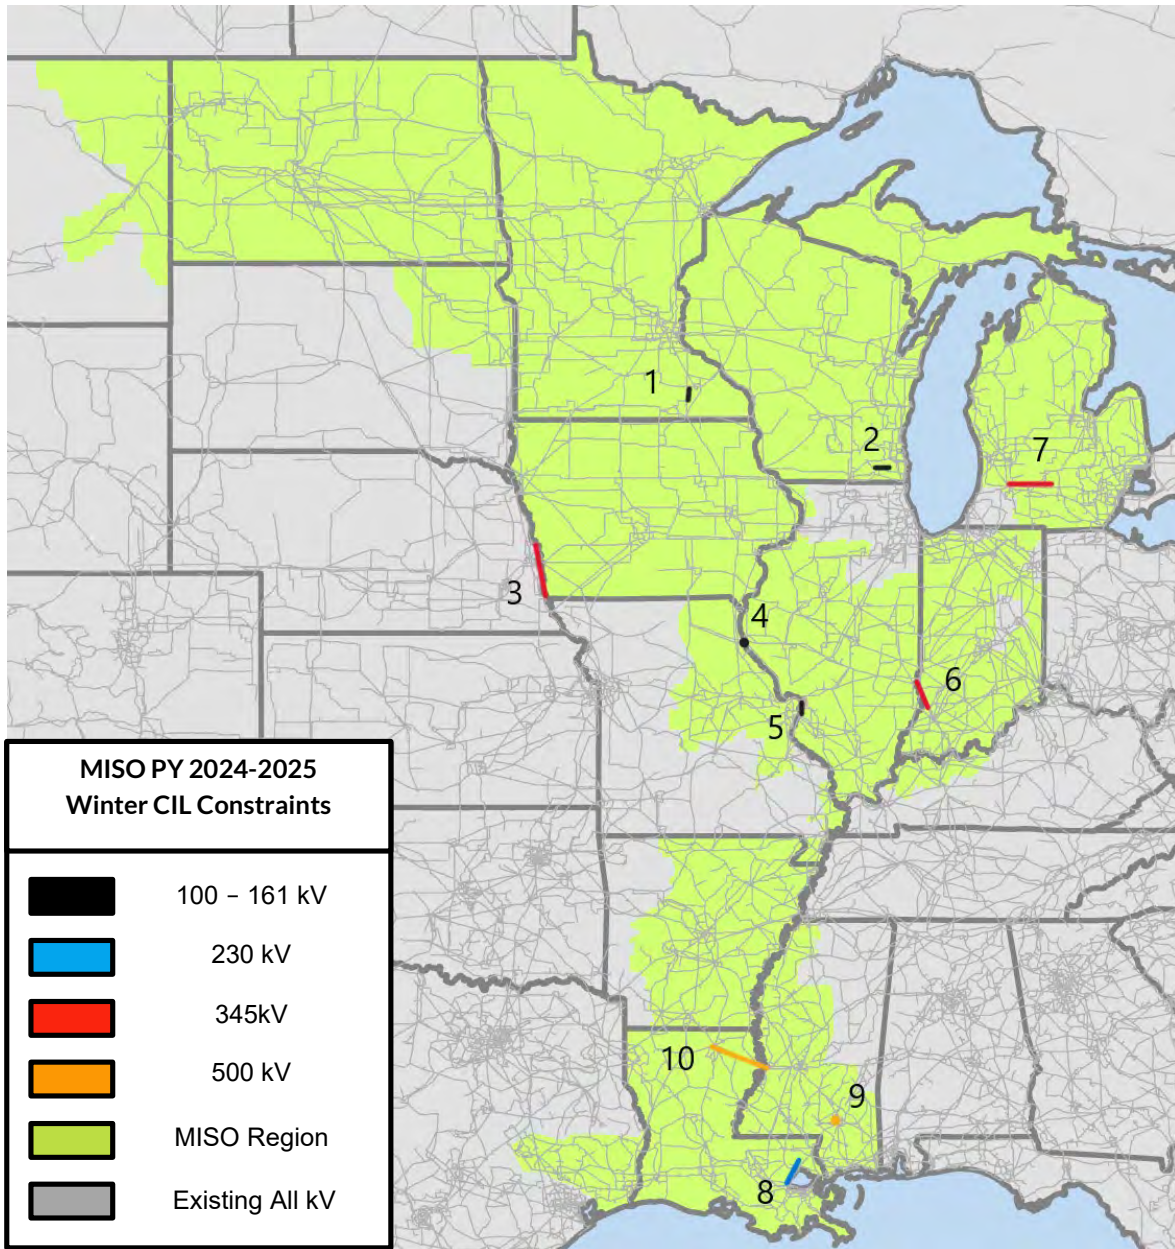 1
2
7
3
4
6
5
MISO PY 2024-2025
Winter CIL Constraints
100 – 161 kV
230 kV
345kV
500 kV
MISO Region
Existing All kV
10
9
8